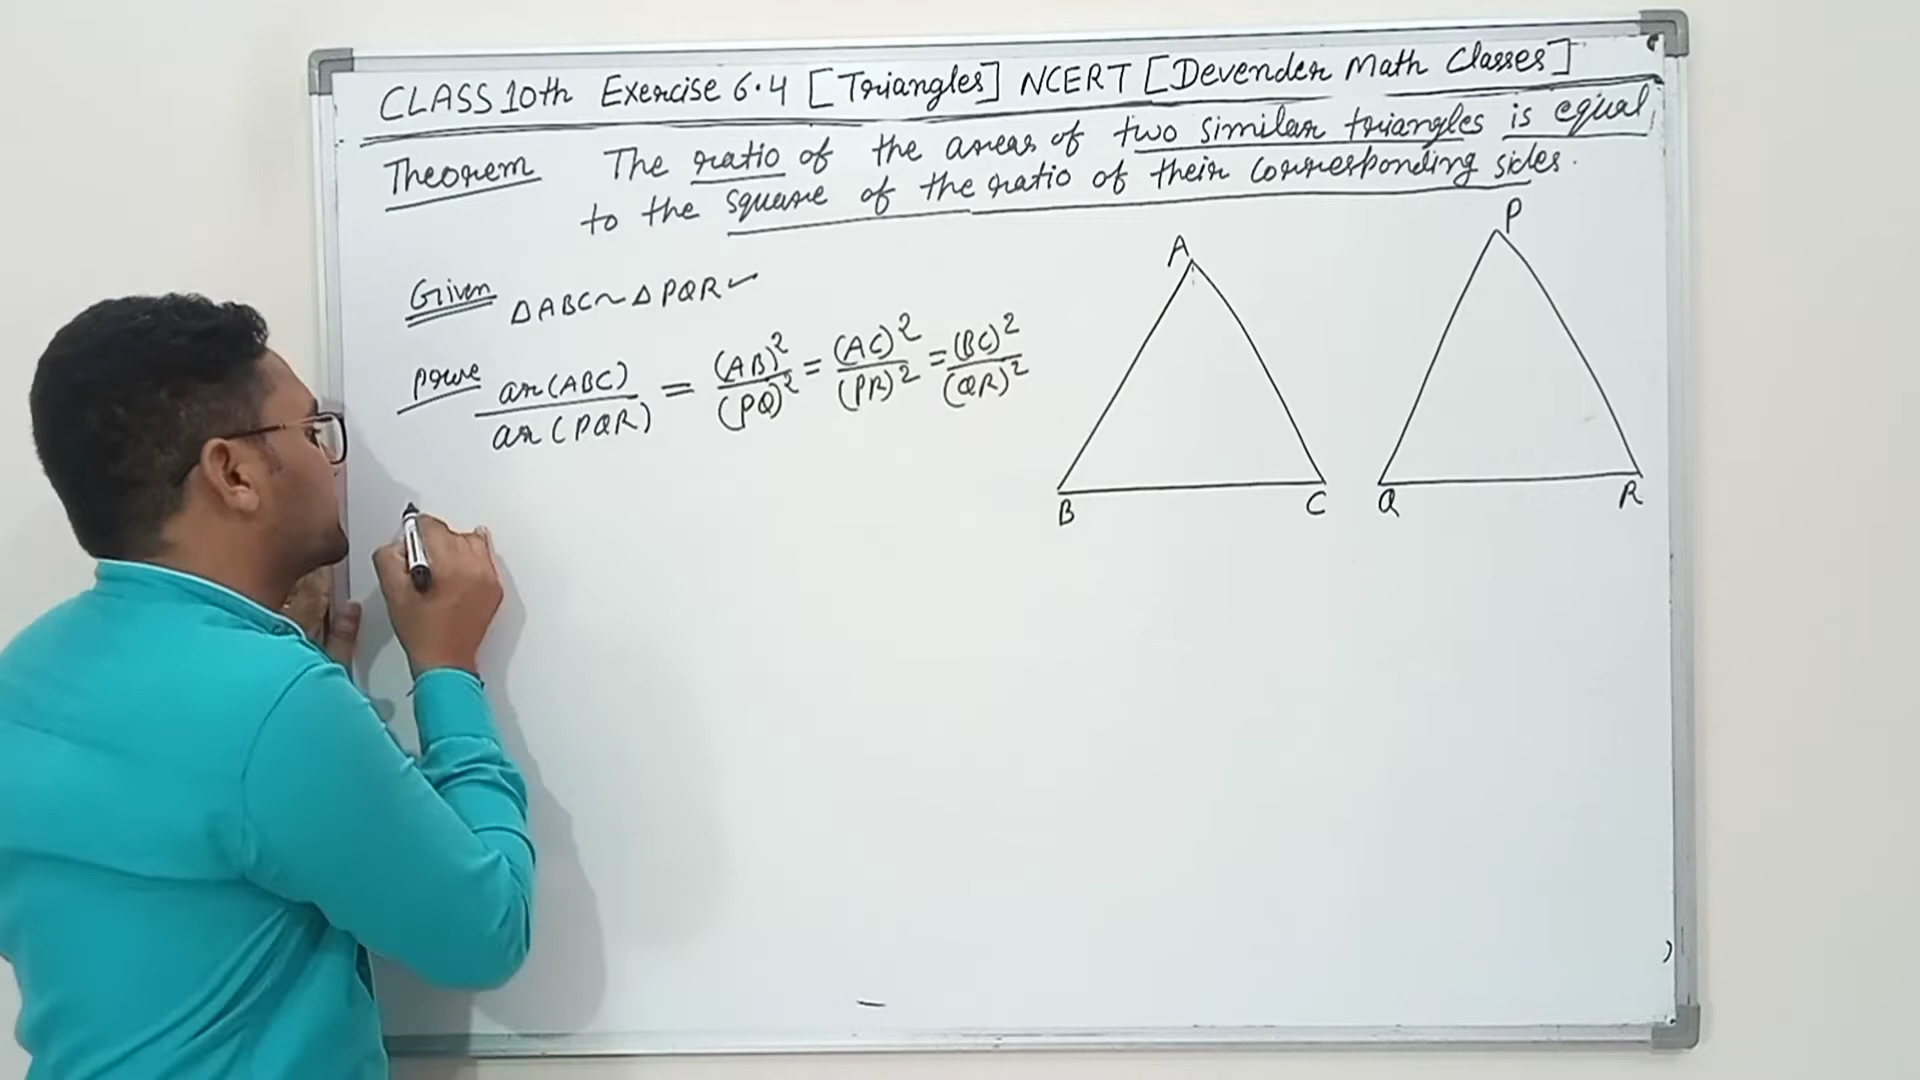 CLASS 10th Exercise 6.4 [Triangles] NCERT [Devender Math Classes]
Theorem The ratio of the areas of two similar triangles is equal
to the square of the ratio of their corresponding sides.
Given △ABC ~ △PQR ✓
Prove ar(ABC)/ar(PQR) = (AB)²/(PQ)² = (AC)²/(PR)² = (BC)²/(QR)²
A
P
B
C
Q
R